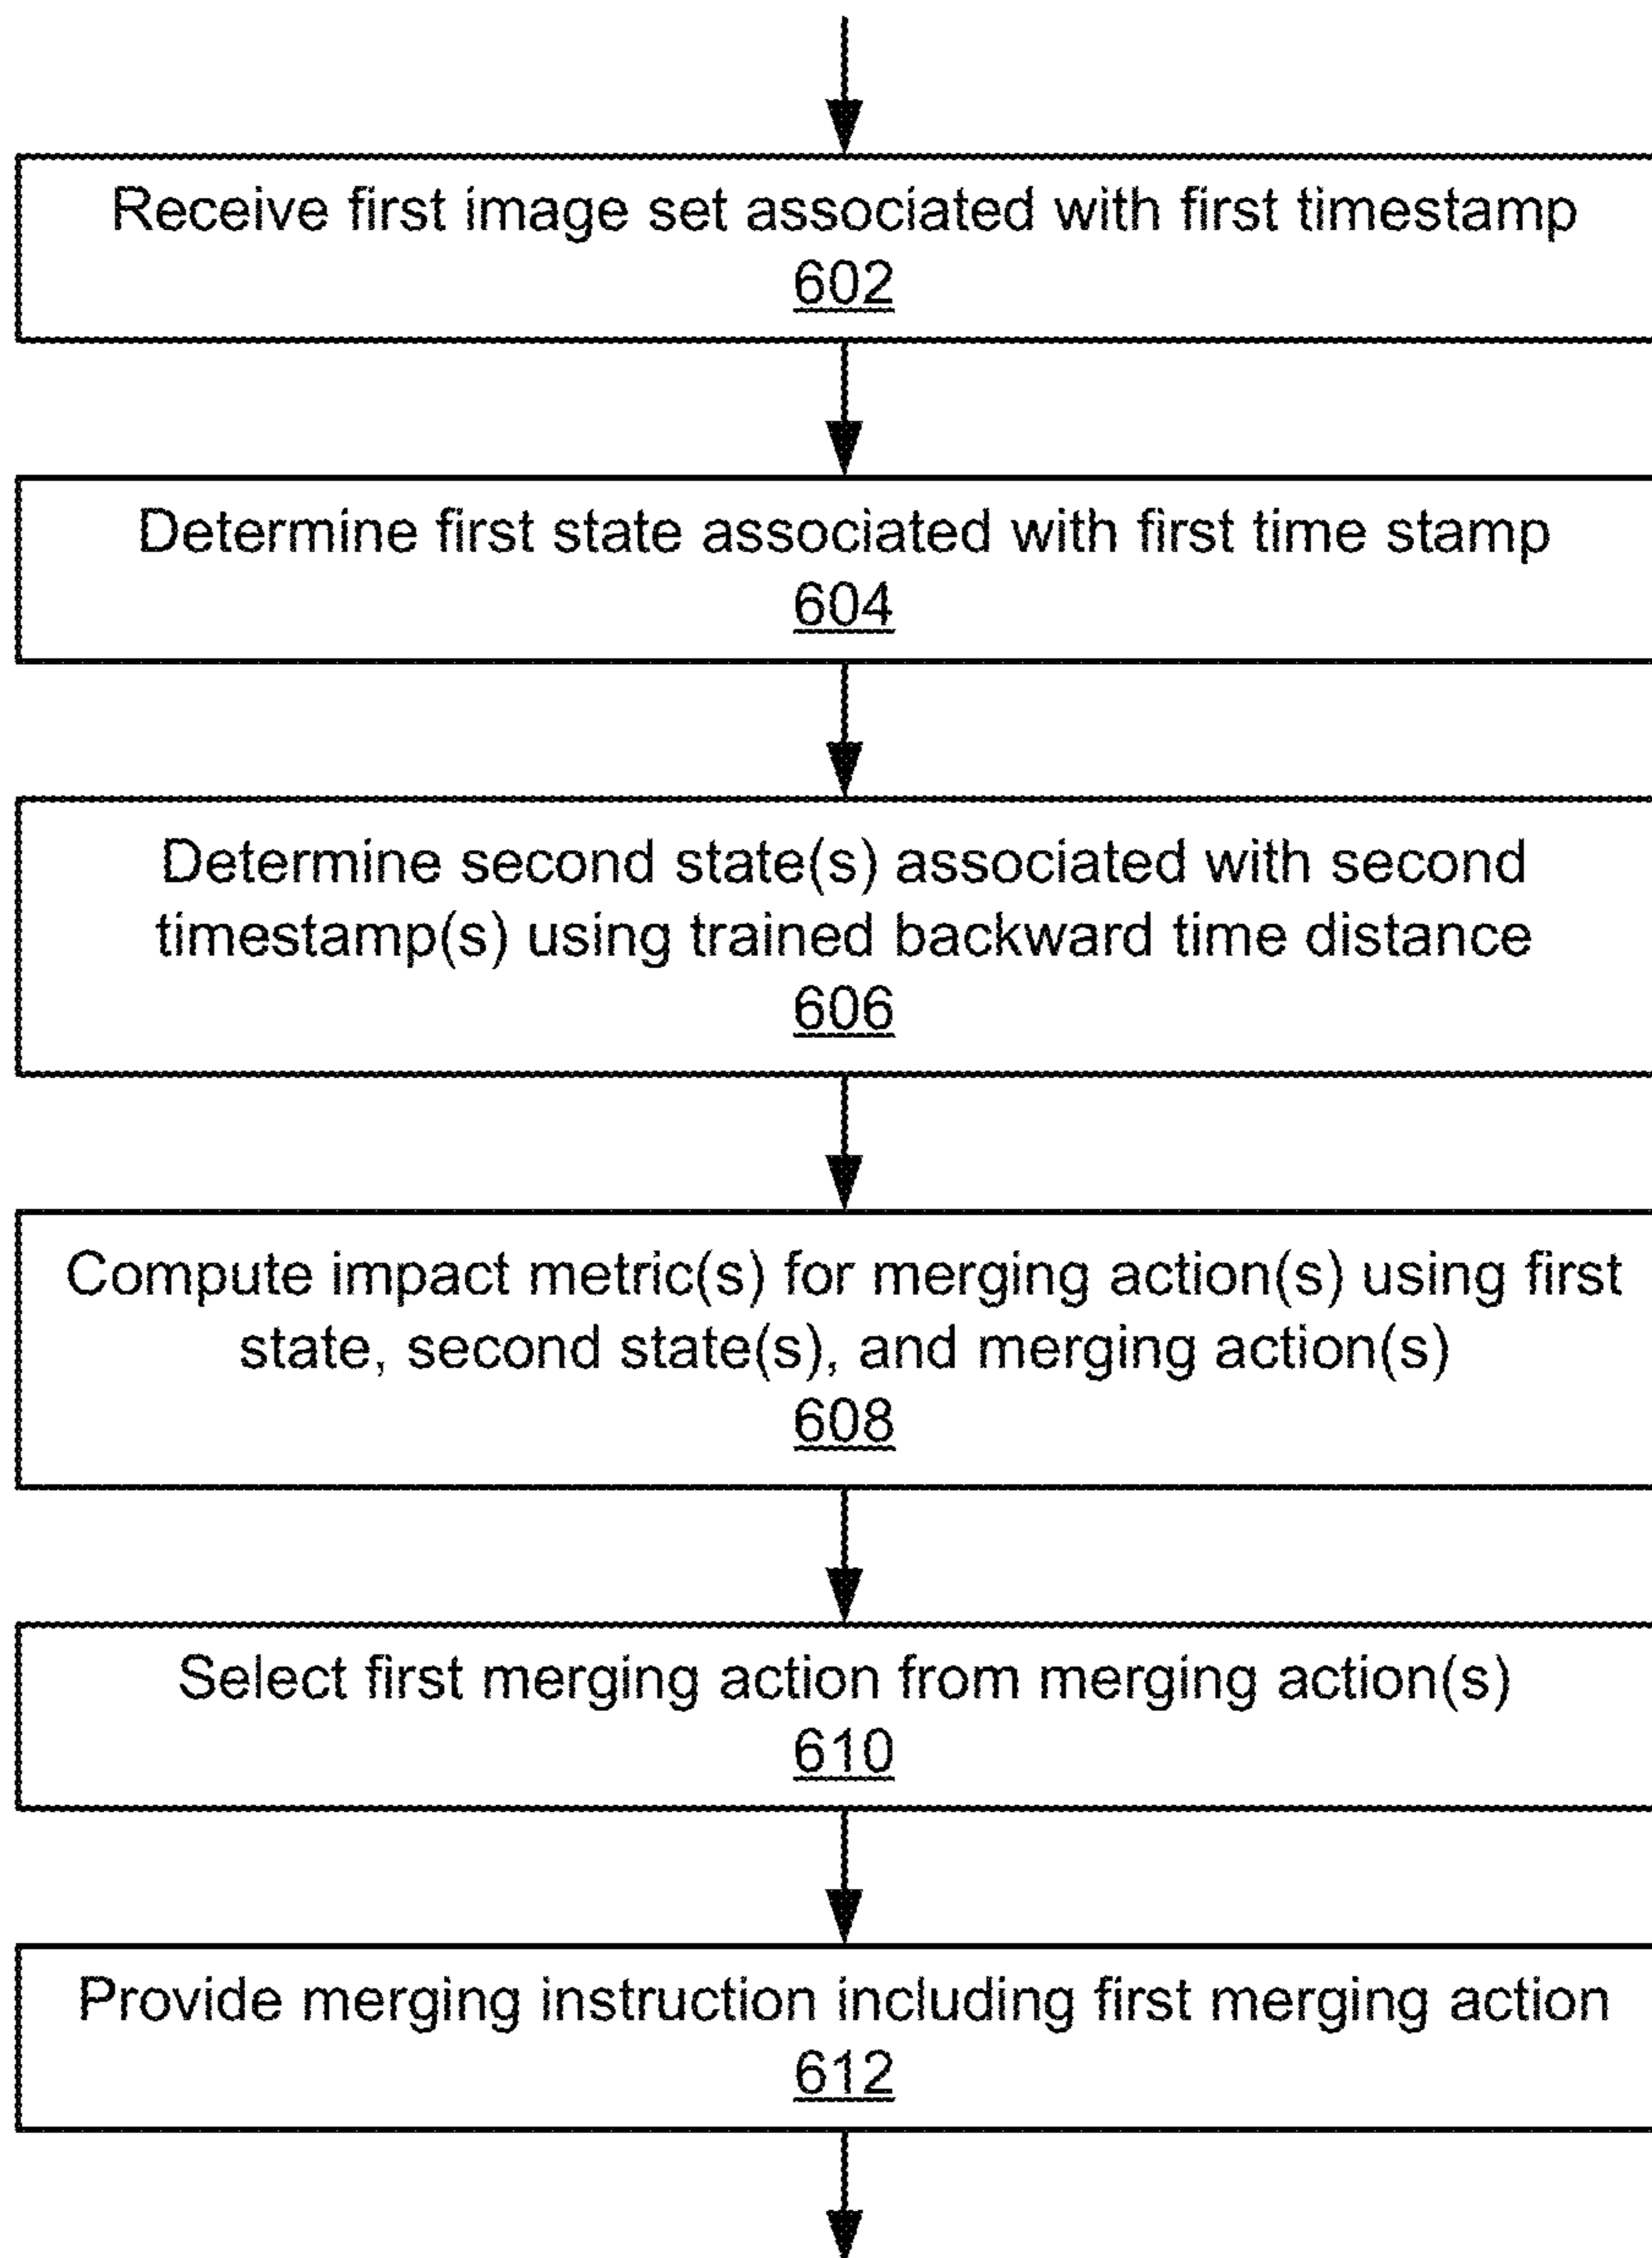 Receive first image set associated with first timestamp
602
Determine first state associated with first time stamp
604
Determine second state(s) associated with second
timestamp(s) using trained backward time distance
606
Compute impact metric(s) for merging action(s) using first
state, second state(s), and merging action(s)
608
Select first merging action from merging action(s)
610
Provide merging instruction including first merging action
612